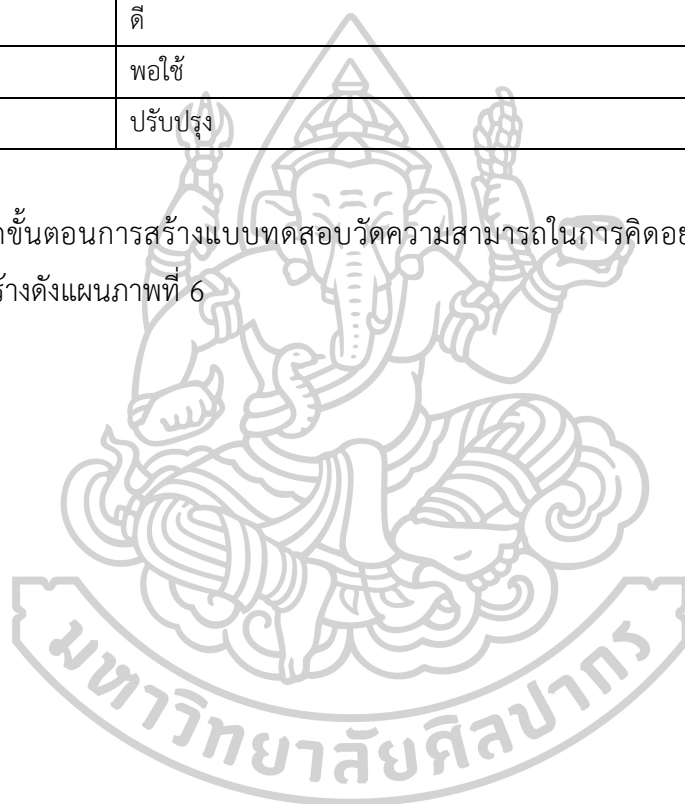 ดี
พอใช้
ปรับปรุง
ขั้นตอนการสร้างแบบทดสอบวัดความสามารถในการคิดอย
ร้างดังแผนภาพที่ 6
มหาวิทยาลัยศิลปากร